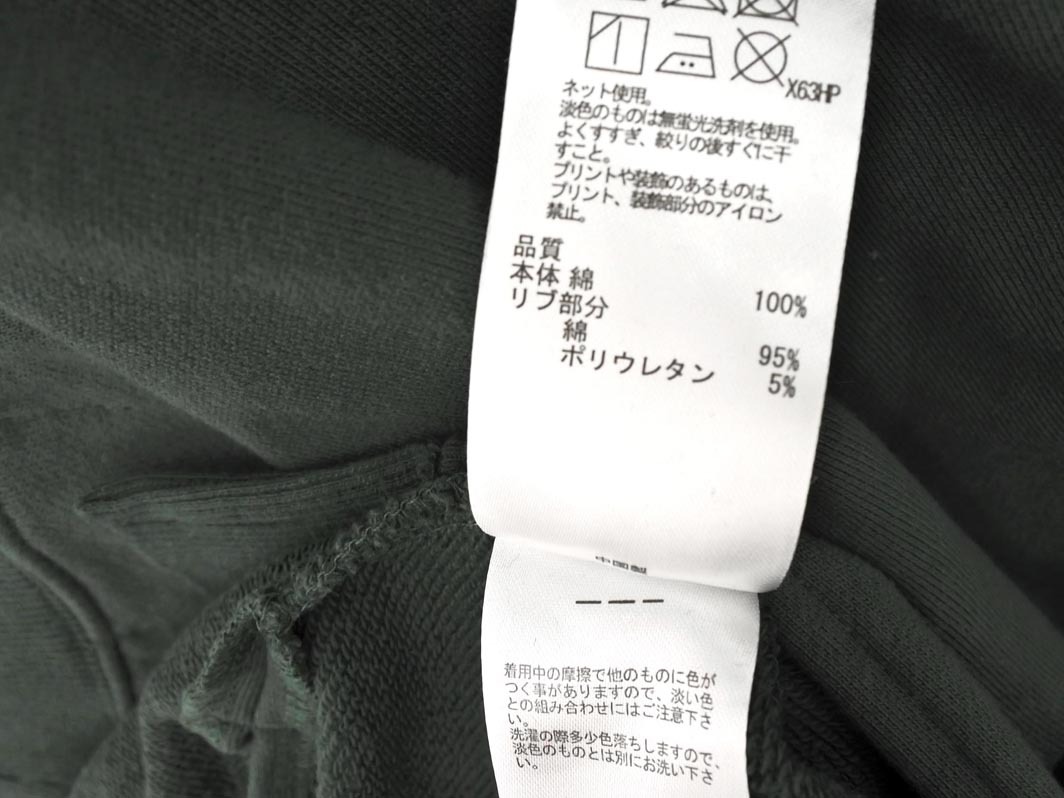 X63HP
ネット使用。
淡色のものは無蛍光洗剤を使用。
よくすすぎ、絞りの後すぐに干
すこと。
プリントや装飾のあるものは、
プリント、装飾部分のアイロン
禁止。
品質
本体 綿 100%
リブ部分
綿 95%
ポリウレタン 5%
中国製
着用中の摩擦で他のものに色が
つく事がありますので、淡い色
との組み合わせにはご注意下さ
い。
洗濯の際多少色落ちしますので、
淡色のものとは別にお洗い下さ
い。